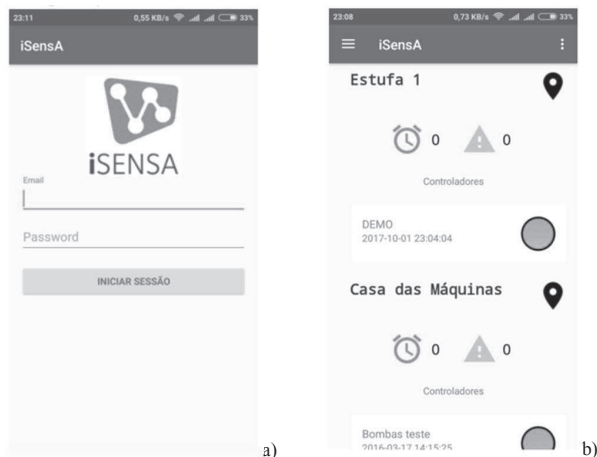 23:11 0,55 KB/s 33%
iSensA
iSENSA
Email
Password
INICIAR SESSÃO
a)
23:08 0,73 KB/s 33%
iSensA
Estufa 1
0 0
Controladores
DEMO
2017-10-01 23:04:04
Casa das Máquinas
0 0
Controladores
Bombas teste
2016-03-17 14:15:25
b)